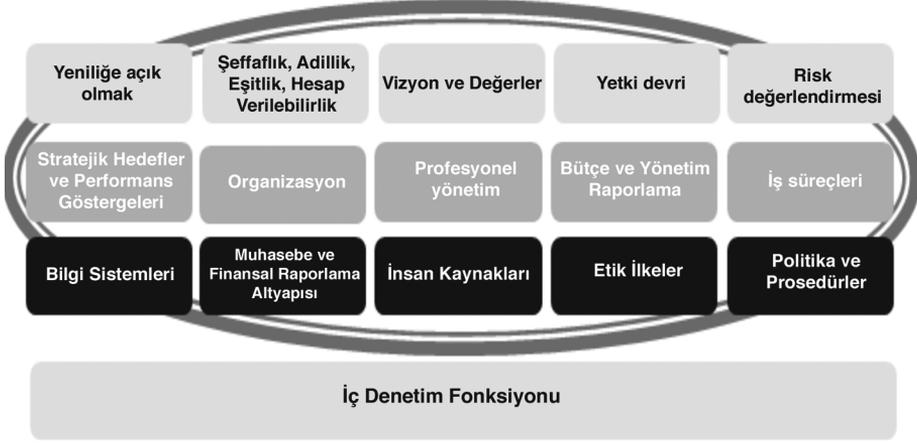 Yeniliğe açık
olmak
Şeffaflık, Adillik,
Eşitlik, Hesap
Verilebilirlik
Vizyon ve Değerler
Yetki devri
Risk
değerlendirmesi
Stratejik Hedefler
ve Performans
Göstergeleri
Organizasyon
Profesyonel
yönetim
Bütçe ve Yönetim
Raporlama
İş süreçleri
Bilgi Sistemleri
Muhasebe ve
Finansal Raporlama
Altyapısı
İnsan Kaynakları
Etik İlkeler
Politika ve
Prosedürler
İç Denetim Fonksiyonu